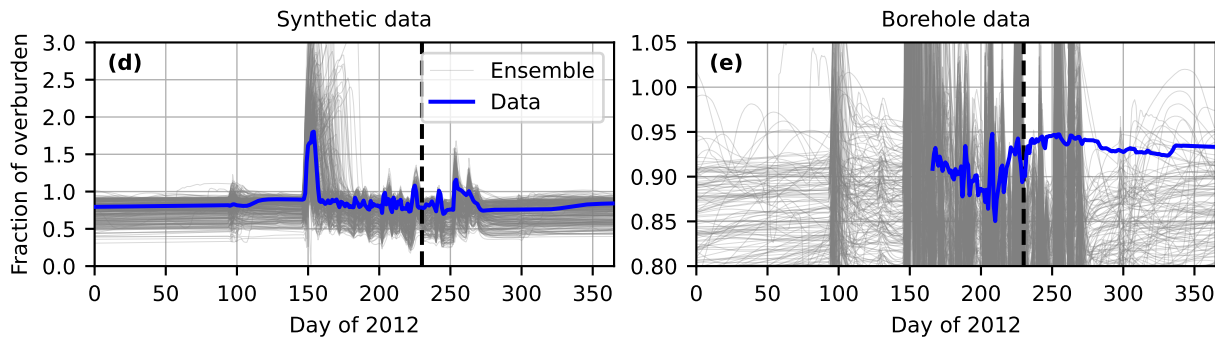 Synthetic data
Borehole data
Fraction of overburden
3.0
2.5
2.0
1.5
1.0
0.5
0.0
(d)
Ensemble
Data
0 50 100 150 200 250 300 350
Day of 2012
1.05
1.00
0.95
0.90
0.85
0.80
(e)
0 50 100 150 200 250 300 350
Day of 2012